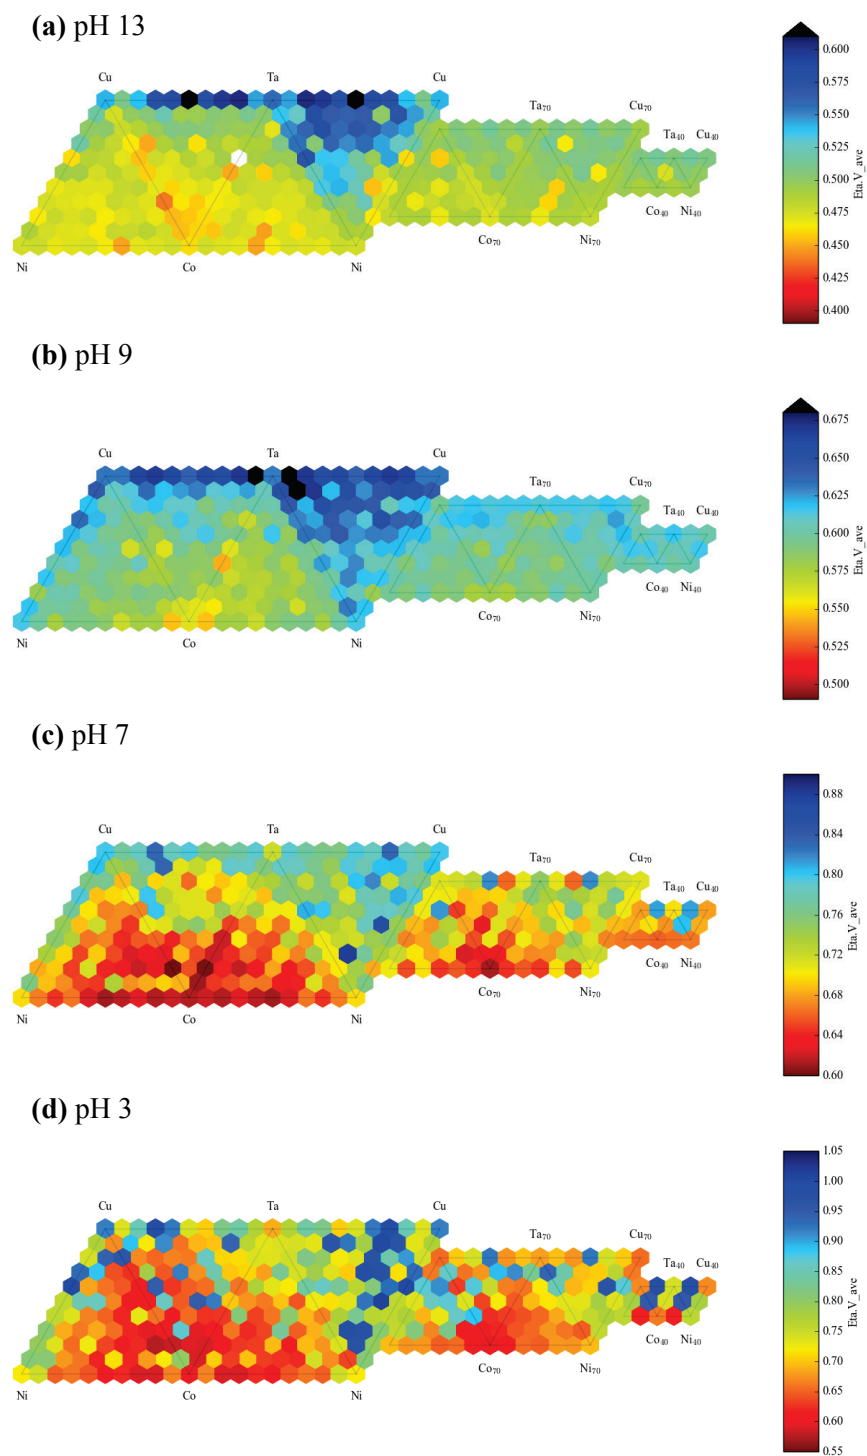 (a) pH 13
Cu Ta Cu
Ta70 Cu70
Ta40 Cu40
Co40 Ni40
Co70 Ni70
Ni Co Ni
0.600
0.575
0.550
0.525
0.500
0.475
0.450
0.425
0.400
Eta.V_ave
(b) pH 9
Cu Ta Cu
Ta70 Cu70
Ta40 Cu40
Co40 Ni40
Co70 Ni70
Ni Co Ni
0.675
0.650
0.625
0.600
0.575
0.550
0.525
0.500
Eta.V_ave
(c) pH 7
Cu Ta Cu
Ta70 Cu70
Ta40 Cu40
Co40 Ni40
Co70 Ni70
Ni Co Ni
0.88
0.84
0.80
0.76
0.72
0.68
0.64
0.60
Eta.V_ave
(d) pH 3
Cu Ta Cu
Ta70 Cu70
Ta40 Cu40
Co40 Ni40
Co70 Ni70
Ni Co Ni
1.05
1.00
0.95
0.90
0.85
0.80
0.75
0.70
0.65
0.60
0.55
Eta.V_ave